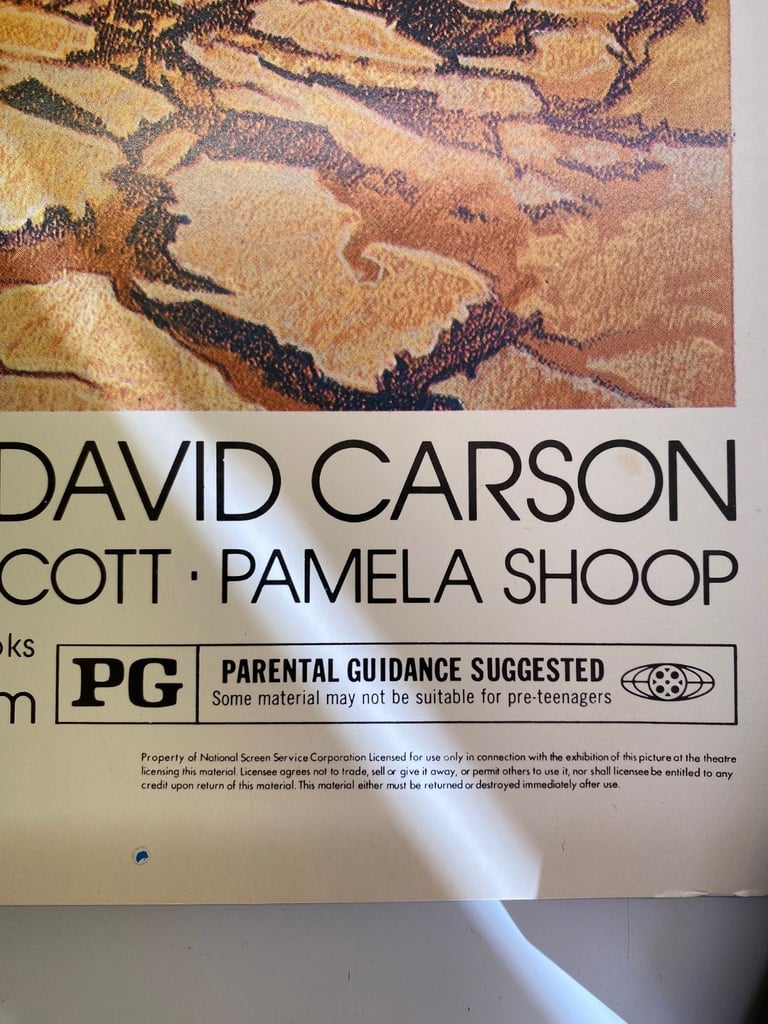 DAVID CARSON
COTT · PAMELA SHOOP
oks
m
PG
PARENTAL GUIDANCE SUGGESTED
Some material may not be suitable for pre-teenagers
Property of National Screen Service Corporation Licensed for use only in connection with the exhibition of this picture at the theatre
licensing this material. Licensee agrees not to trade, sell or give it away, or permit others to use it, nor shall licensee be entitled to any
credit upon return of this material. This material either must be returned or destroyed immediately after use.